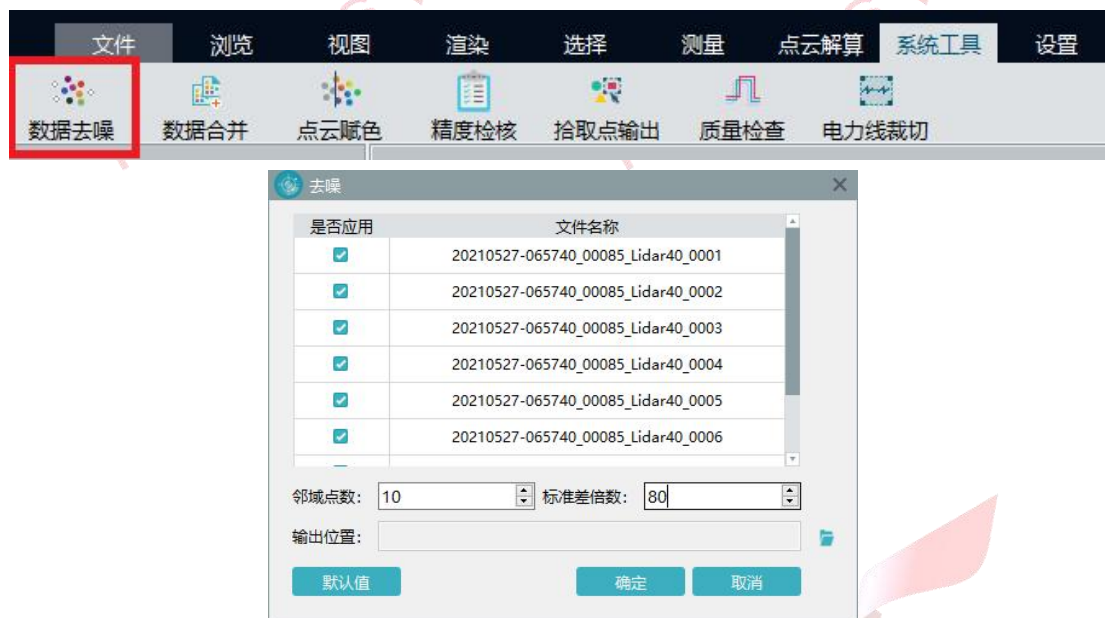 文件 浏览 视图 渲染 选择 测量 点云解算 系统工具 设置
数据去噪 数据合并 点云赋色 精度检核 拾取点输出 质量检查 电力线裁切
去噪
是否应用 文件名称
20210527-065740_00085_Lidar40_0001
20210527-065740_00085_Lidar40_0002
20210527-065740_00085_Lidar40_0003
20210527-065740_00085_Lidar40_0004
20210527-065740_00085_Lidar40_0005
20210527-065740_00085_Lidar40_0006
邻域点数: 10 标准差倍数: 80
输出位置:
默认值 确定 取消